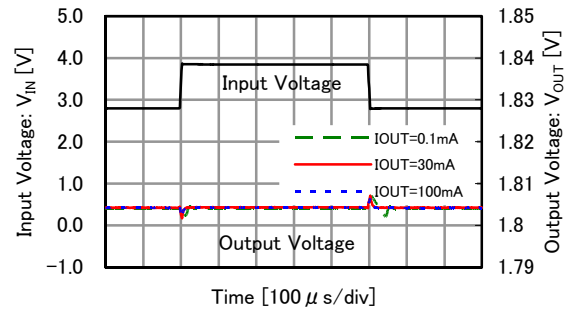 5.0
4.0
3.0
2.0
1.0
0.0
−1.0
Input Voltage: VIN [V]
Input Voltage
IOUT=0.1mA
IOUT=30mA
IOUT=100mA
Output Voltage
1.85
1.84
1.83
1.82
1.81
1.80
1.79
Output Voltage: VOUT [V]
Time [100μs/div]